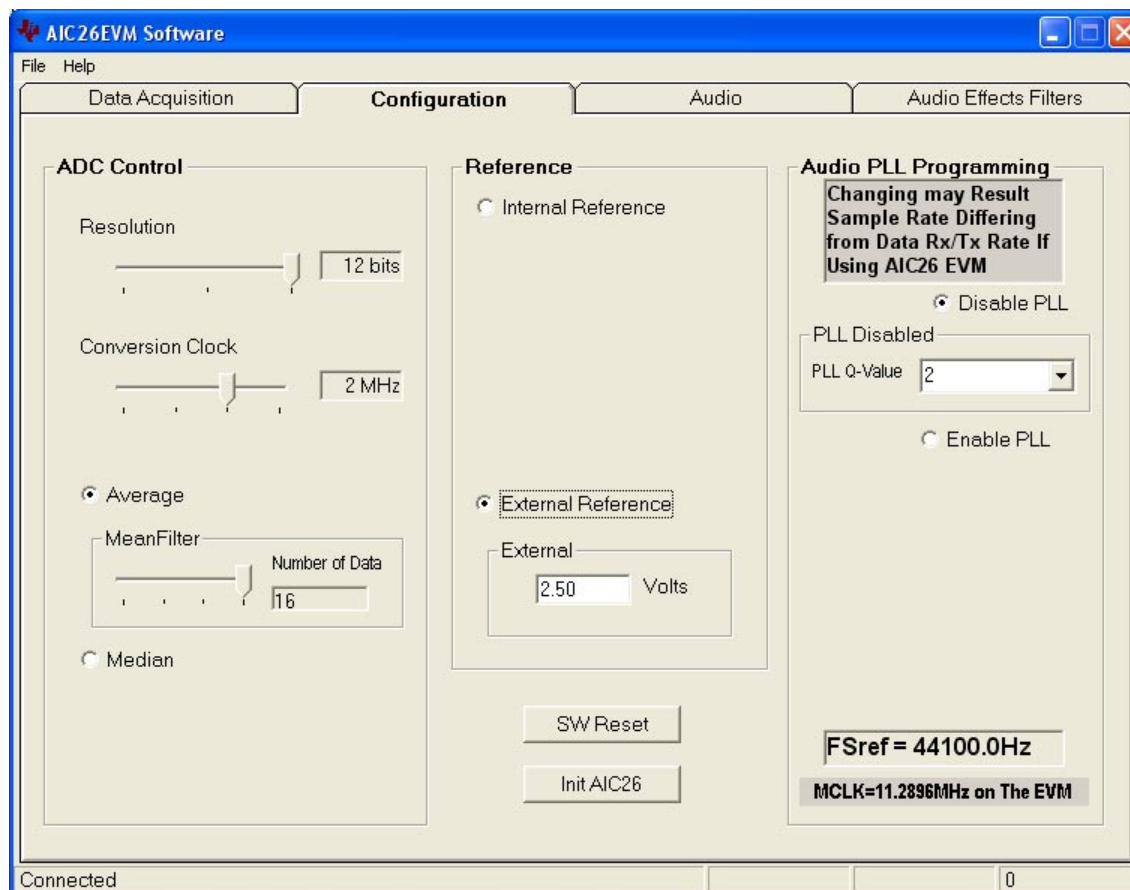 AIC26EVM Software
File Help
Data Acquisition
Configuration
Audio
Audio Effects Filters
ADC Control
Resolution
12 bits
Conversion Clock
2 MHz
Average
MeanFilter
Number of Data
16
Median
Reference
Internal Reference
External Reference
External
2.50 Volts
SW Reset
Init AIC26
Audio PLL Programming
Changing may Result
Sample Rate Differing
from Data Rx/Tx Rate If
Using AIC26 EVM
Disable PLL
PLL Disabled
PLL Q-Value 2
Enable PLL
FSref = 44100.0Hz
MCLK=11.2896MHz on The EVM
Connected
0